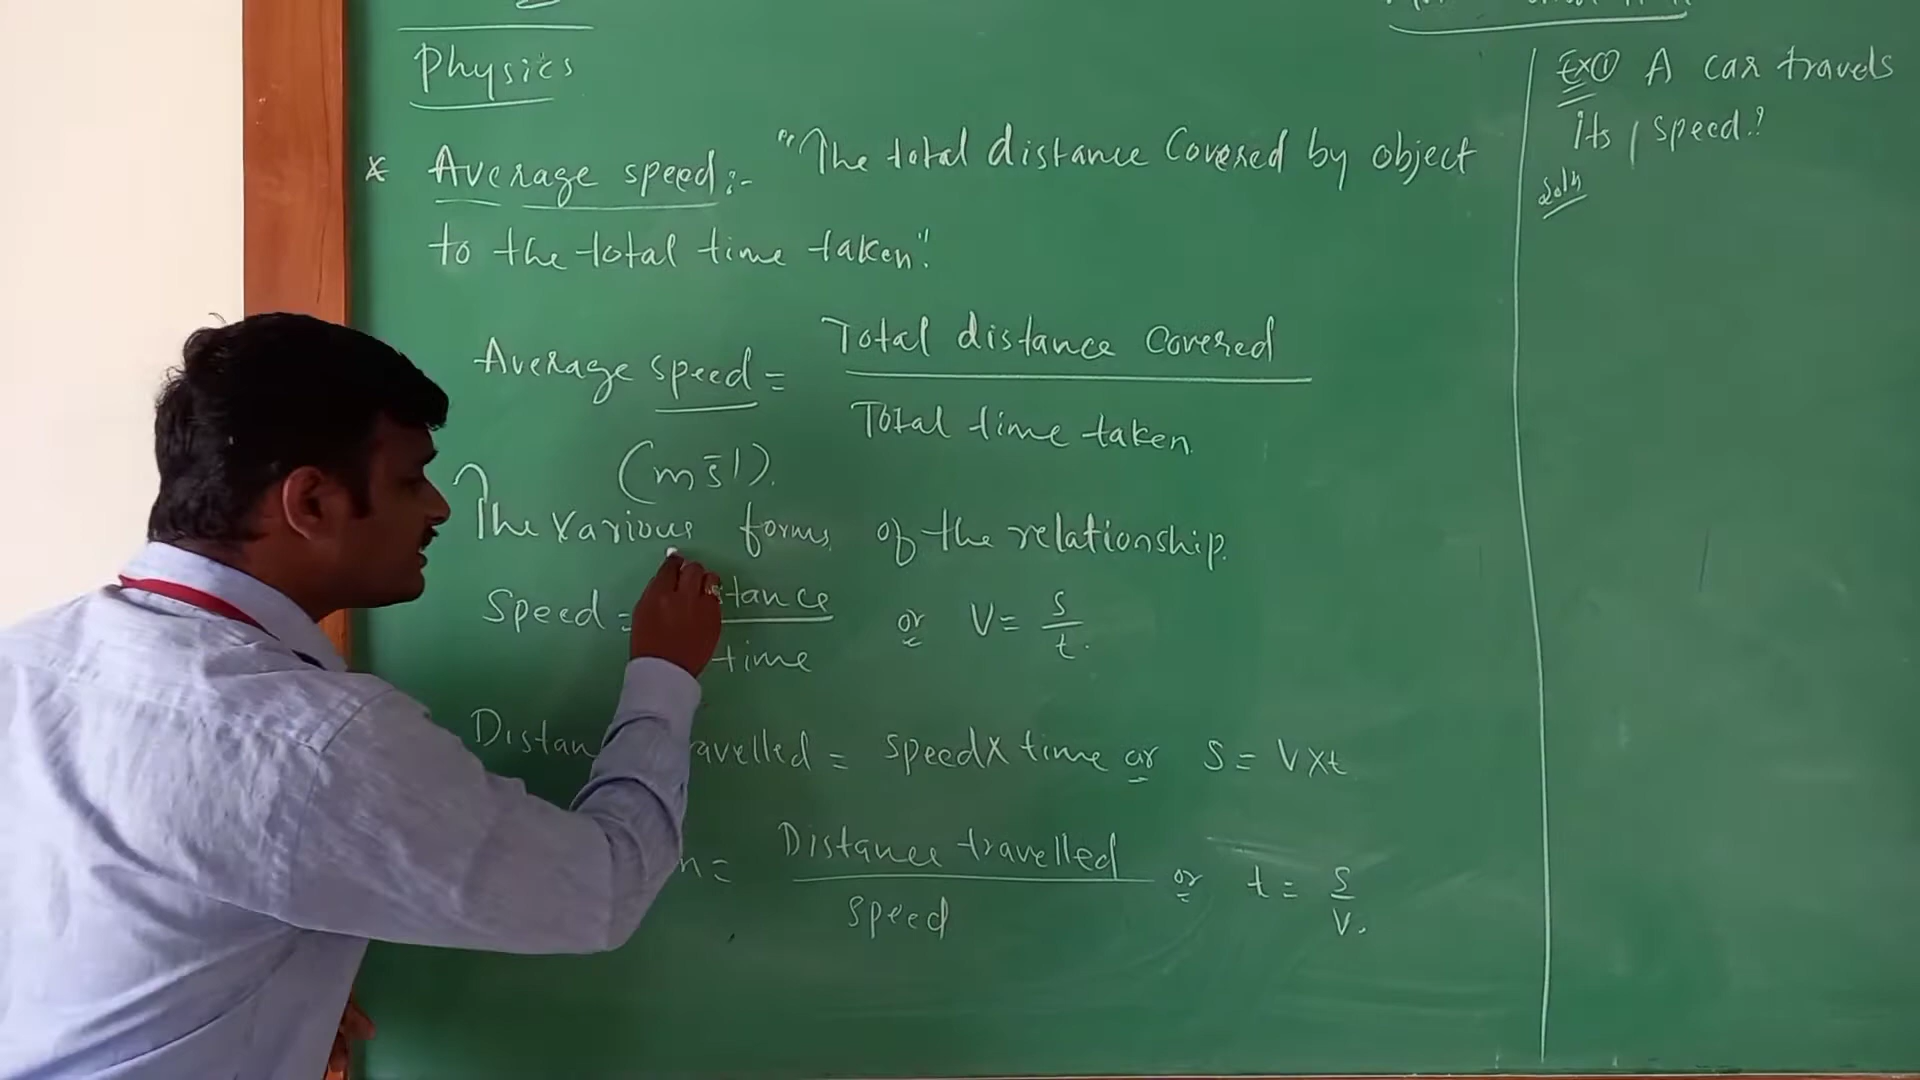 Physics
* Average speed:- "The total distance covered by object
to the total time taken".
Average speed = Total distance covered
Total time taken
(ms̄1).
The various forms of the relationship.
Speed = stance or V = s
time t.
Distan avelled = speed x time or S = V x t
n = Distance travelled or t = s
speed v.
Ex① A car travels
its speed?
Soln